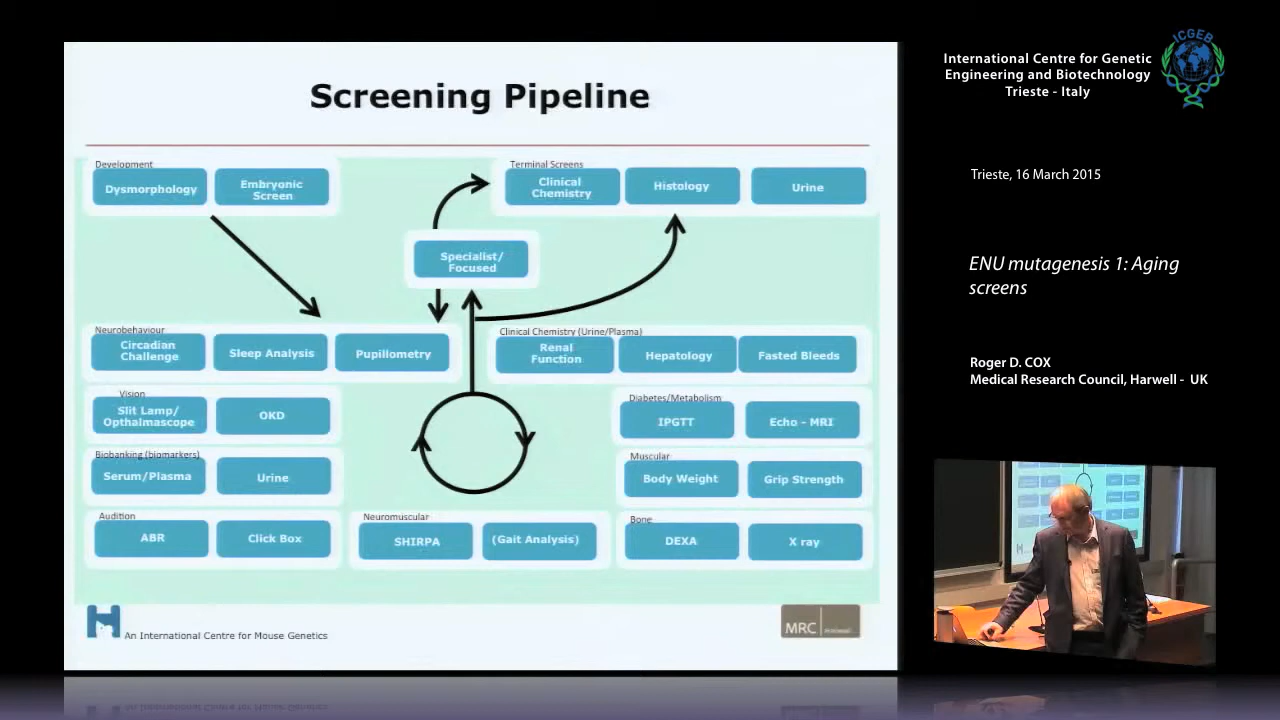 Screening Pipeline
Development
Dysmorphology
Embryonic
Screen
Terminal Screens
Clinical
Chemistry
Histology
Urine
Specialist/
Focused
Neurobehaviour
Circadian
Challenge
Sleep Analysis
Pupillometry
Clinical Chemistry (Urine/Plasma)
Renal
Function
Hepatology
Fasted Bleeds
Vision
Slit Lamp/
Opthalmascope
OKD
Diabetes/Metabolism
IPGTT
Echo - MRI
Biobanking (biomarkers)
Serum/Plasma
Urine
Muscular
Body Weight
Grip Strength
Audition
ABR
Click Box
Neuromuscular
SHIRPA
(Gait Analysis)
Bone
DEXA
X ray
An International Centre for Mouse Genetics
MRC Harwell
International Centre for Genetic
Engineering and Biotechnology
Trieste - Italy
ICGEB
Trieste, 16 March 2015
ENU mutagenesis 1: Aging
screens
Roger D. COX
Medical Research Council, Harwell - UK